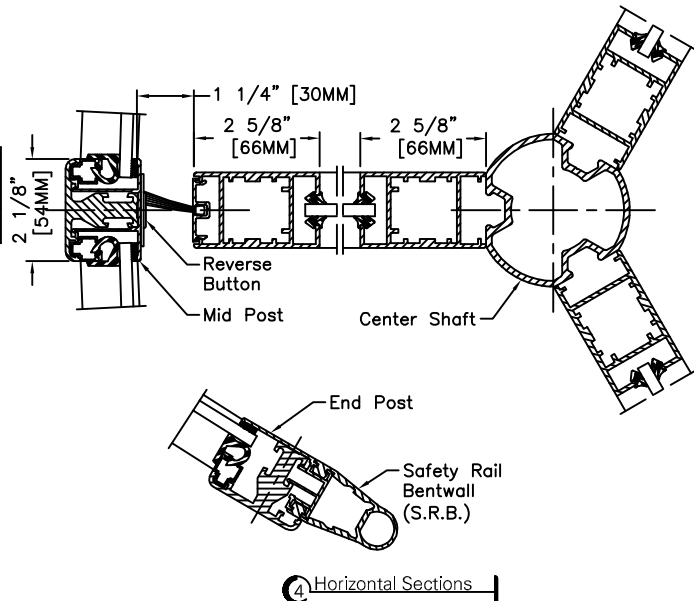 1 1/4" [30MM]
2 5/8"
[66MM]
2 5/8"
[66MM]
2 1/8"
[54MM]
Reverse
Button
Mid Post
Center Shaft
End Post
Safety Rail
Bentwall
(S.R.B.)
4 Horizontal Sections